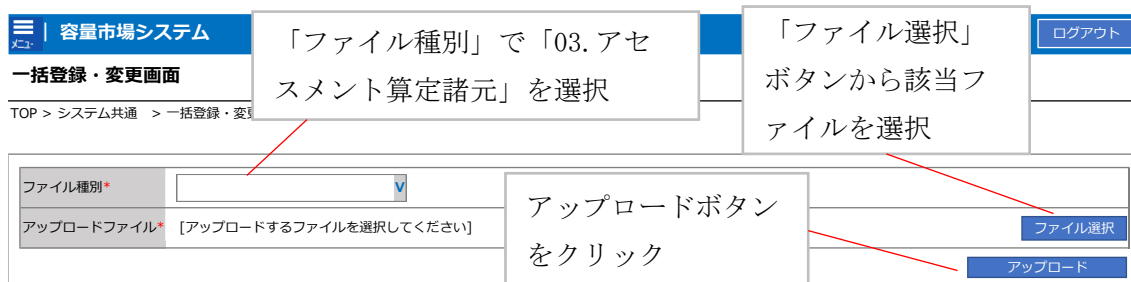 メニュー
容量市場システム
ログアウト
一括登録・変更画面
TOP > システム共通 > 一括登録・変
「ファイル種別」で「03.アセ
スメント算定諸元」を選択
「ファイル選択」
ボタンから該当フ
ァイルを選択
ファイル種別*
V
アップロードファイル* [アップロードするファイルを選択してください]
ファイル選択
アップロードボタン
をクリック
アップロード